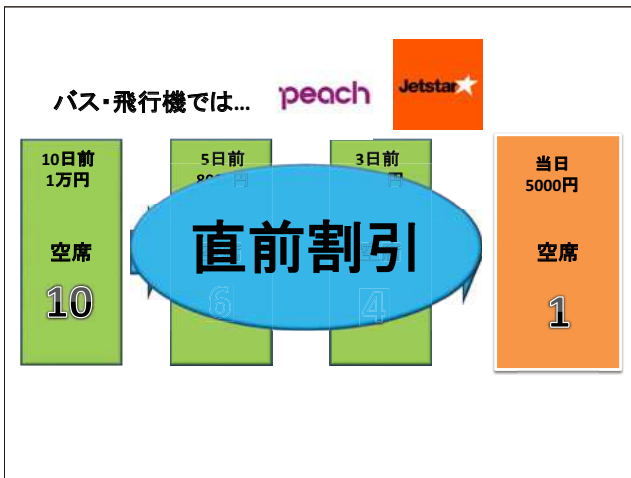 バス・飛行機では…
peach
Jetstar
10日前
1万円
空席
10
5日前
円
6
3日前
円
4
直前割引
当日
5000円
空席
1